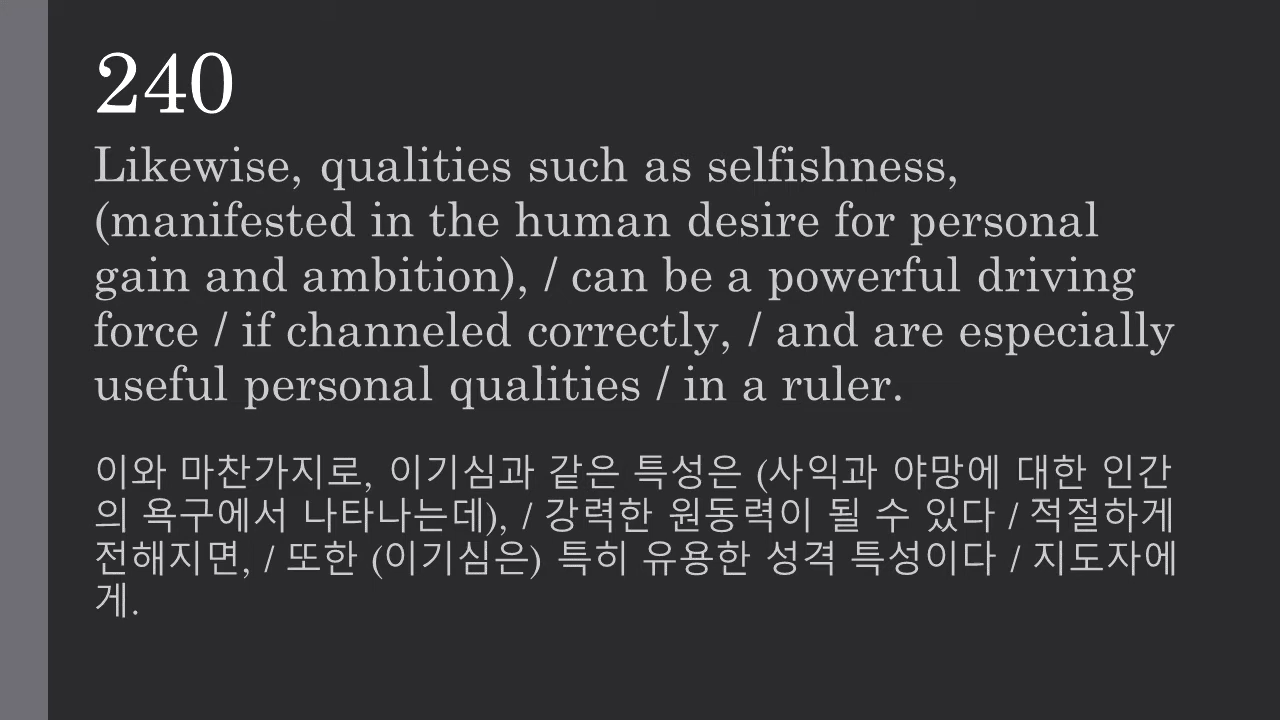 240
Likewise, qualities such as selfishness,
(manifested in the human desire for personal
gain and ambition), / can be a powerful driving
force / if channeled correctly, / and are especially
useful personal qualities / in a ruler.
이와 마찬가지로, 이기심과 같은 특성은 (사익과 야망에 대한 인간
의 욕구에서 나타나는데), / 강력한 원동력이 될 수 있다 / 적절하게
전해지면, / 또한 (이기심은) 특히 유용한 성격 특성이다 / 지도자에
게.